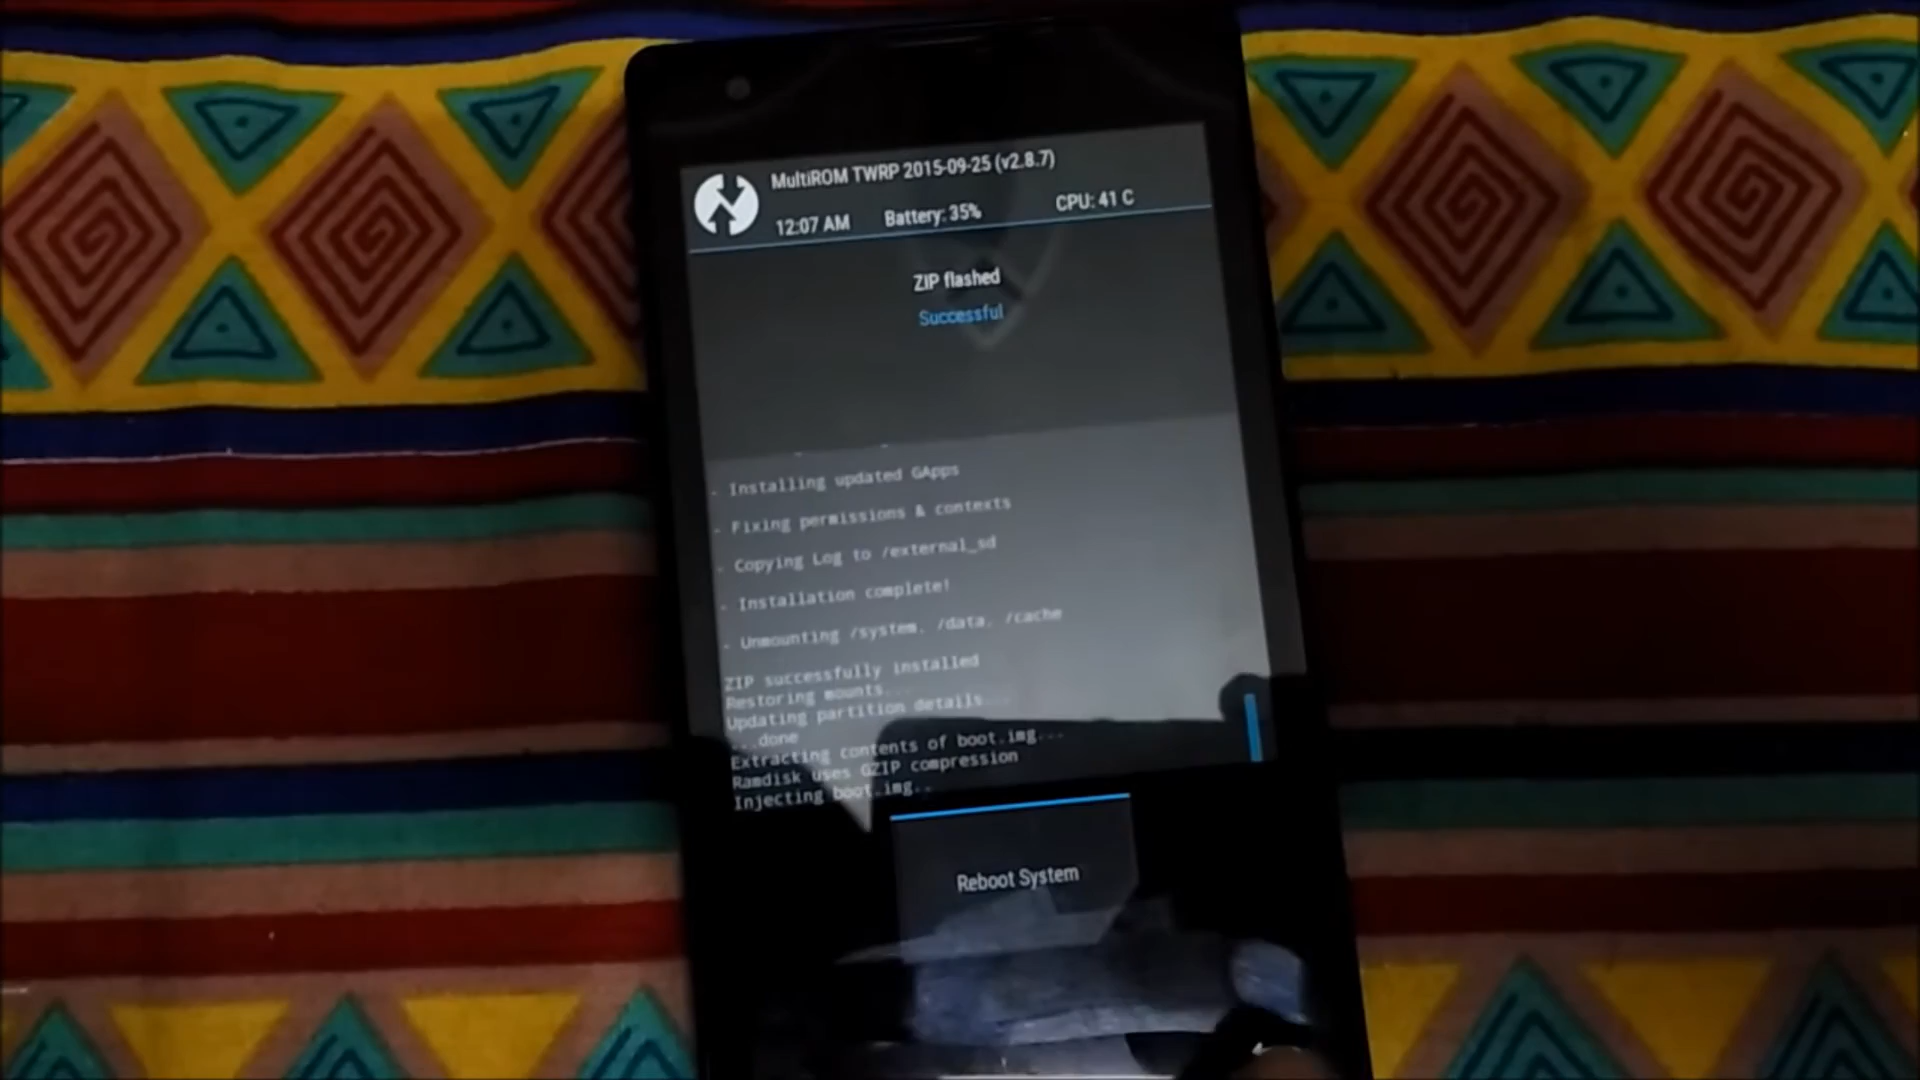 MultiROM TWRP 2015-09-25 (v2.8.7)
12:07 AM Battery: 35% CPU: 41 C
ZIP flashed
Successful
- Installing updated GApps
- Fixing permissions & contexts
- Copying Log to /external_sd
- Installation complete!
- Unmounting /system, /data, /cache
ZIP successfully installed
Restoring mounts...
Updating partition details...
...done
Extracting contents of boot.img...
Ramdisk uses GZIP compression
Injecting boot.img..
Reboot System